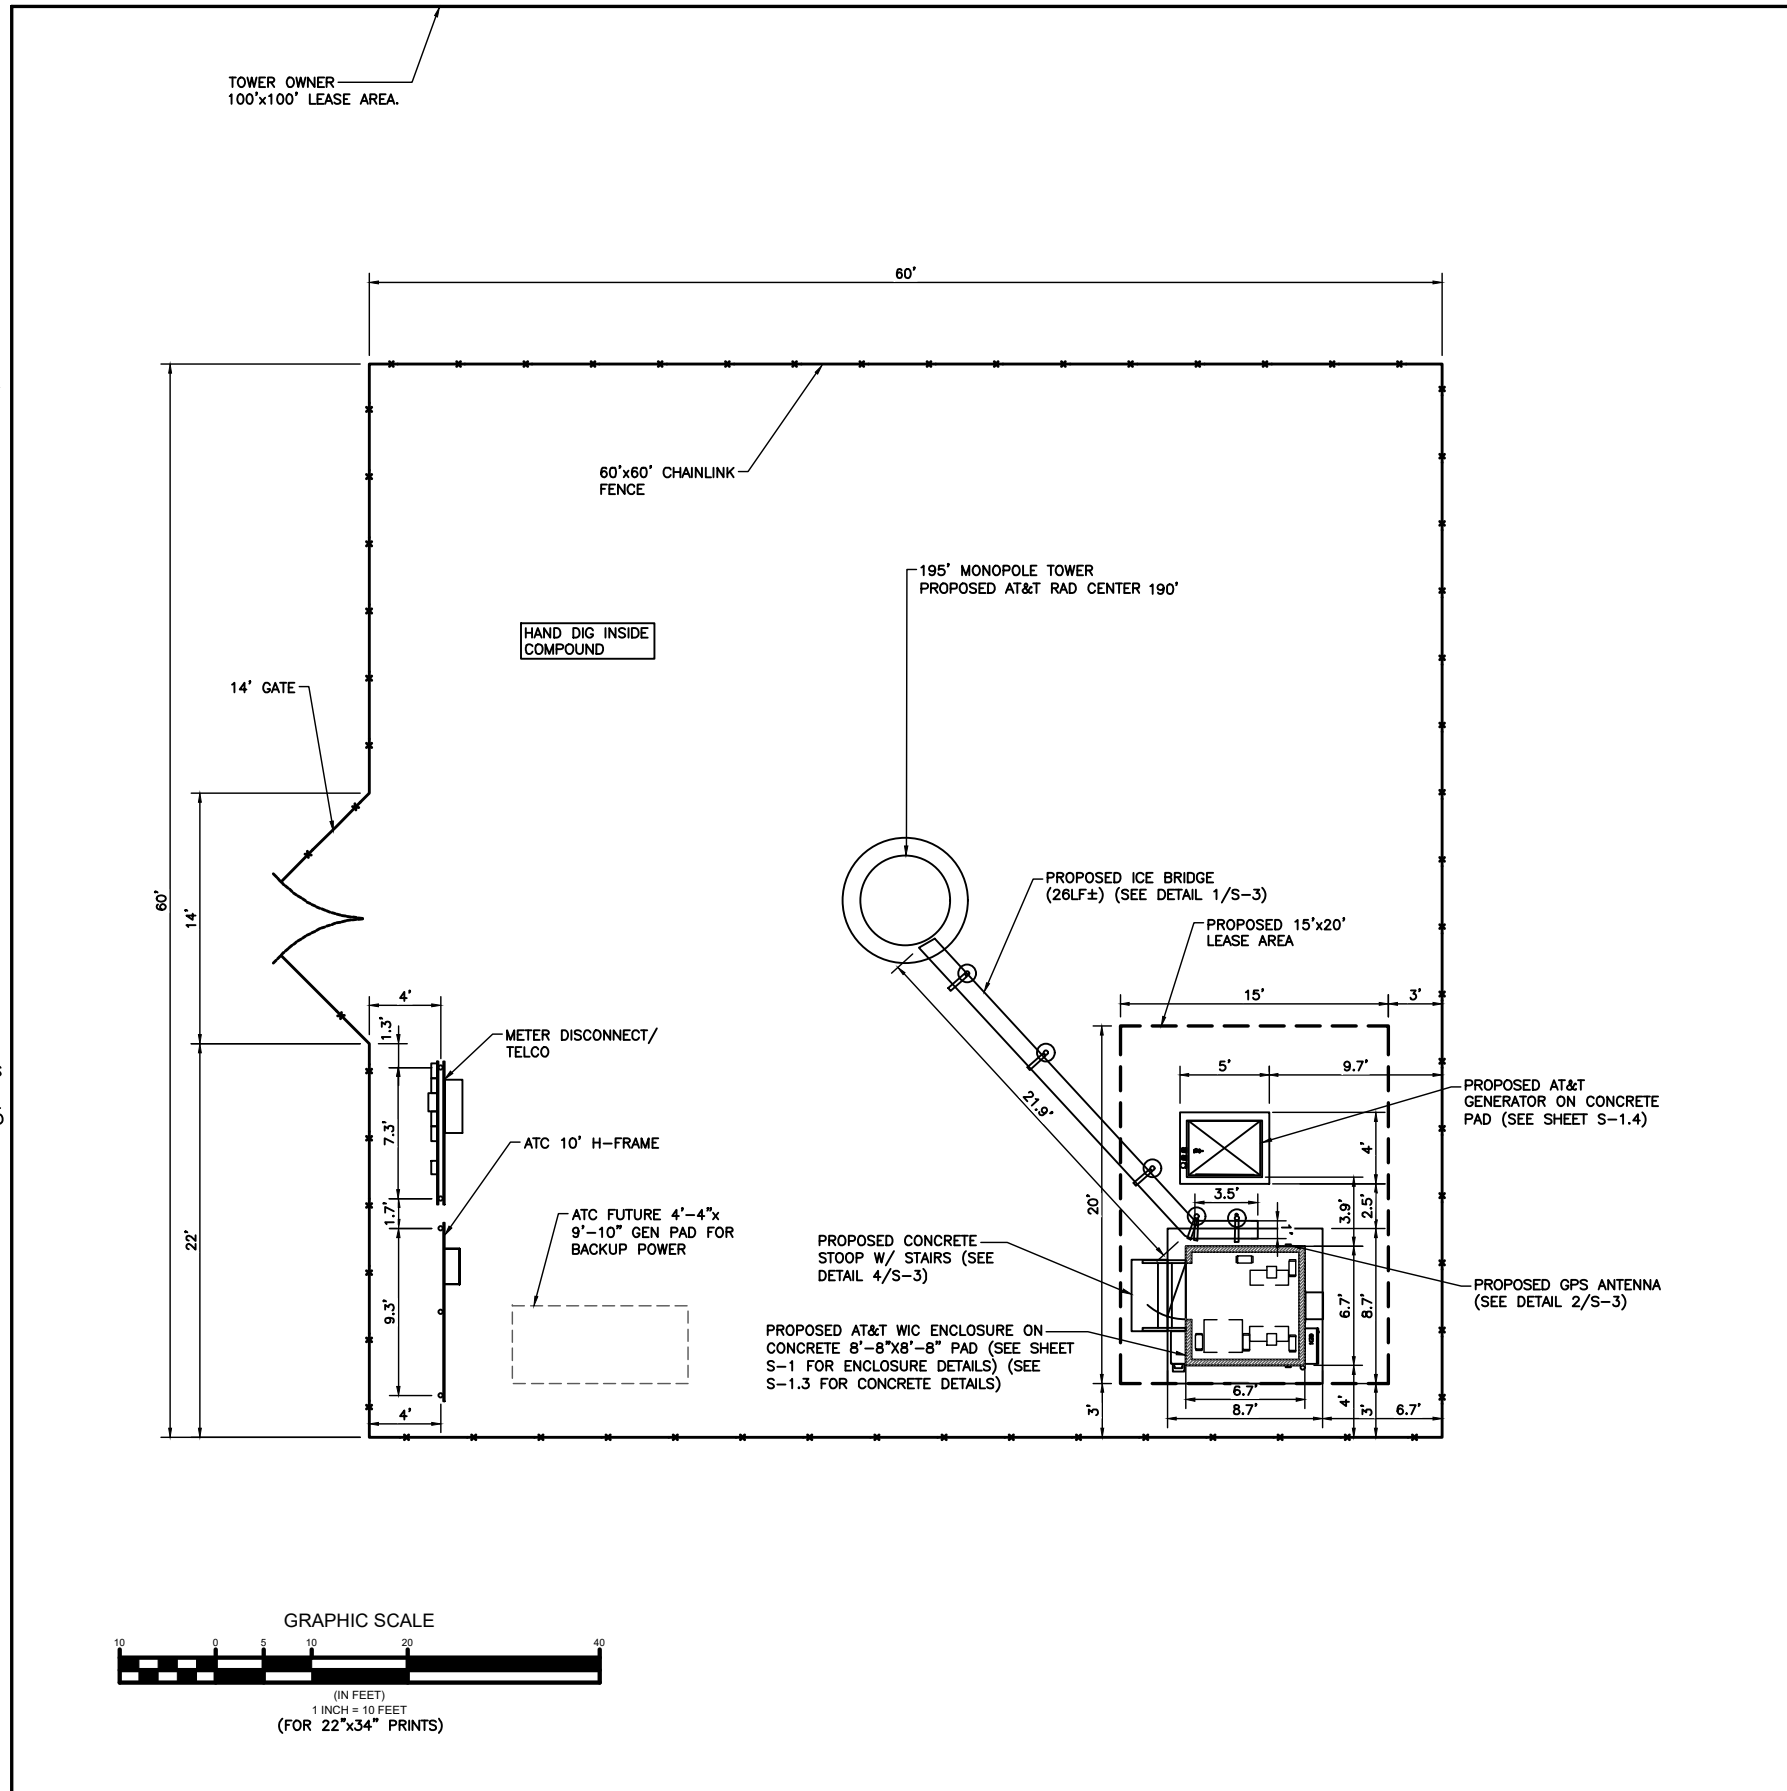 TOWER OWNER
100'x100' LEASE AREA.
60'
60'x60' CHAINLINK
FENCE
195' MONOPOLE TOWER
PROPOSED AT&T RAD CENTER 190'
HAND DIG INSIDE
COMPOUND
14' GATE
60'
14'
22'
PROPOSED ICE BRIDGE
(26LF±) (SEE DETAIL 1/S-3)
PROPOSED 15'x20'
LEASE AREA
4'
1.3'
15'
3'
METER DISCONNECT/
TELCO
7.3'
21.9'
5'
9.7'
PROPOSED AT&T
GENERATOR ON CONCRETE
PAD (SEE SHEET S-1.4)
4'
ATC 10' H-FRAME
1.7'
20'
3.5'
3.9'
2.5'
ATC FUTURE 4'-4"x
9'-10" GEN PAD FOR
BACKUP POWER
9.3'
PROPOSED CONCRETE
STOOP W/ STAIRS (SEE
DETAIL 4/S-3)
1'
6.7'
8.7'
PROPOSED GPS ANTENNA
(SEE DETAIL 2/S-3)
PROPOSED AT&T WIC ENCLOSURE ON
CONCRETE 8'-8"X8'-8" PAD (SEE SHEET
S-1 FOR ENCLOSURE DETAILS) (SEE
S-1.3 FOR CONCRETE DETAILS)
6.7'
8.7'
4'
3'
4'
3'
6.7'
GRAPHIC SCALE
10 0 5 10 20 40
(IN FEET)
1 INCH = 10 FEET
(FOR 22"x34" PRINTS)